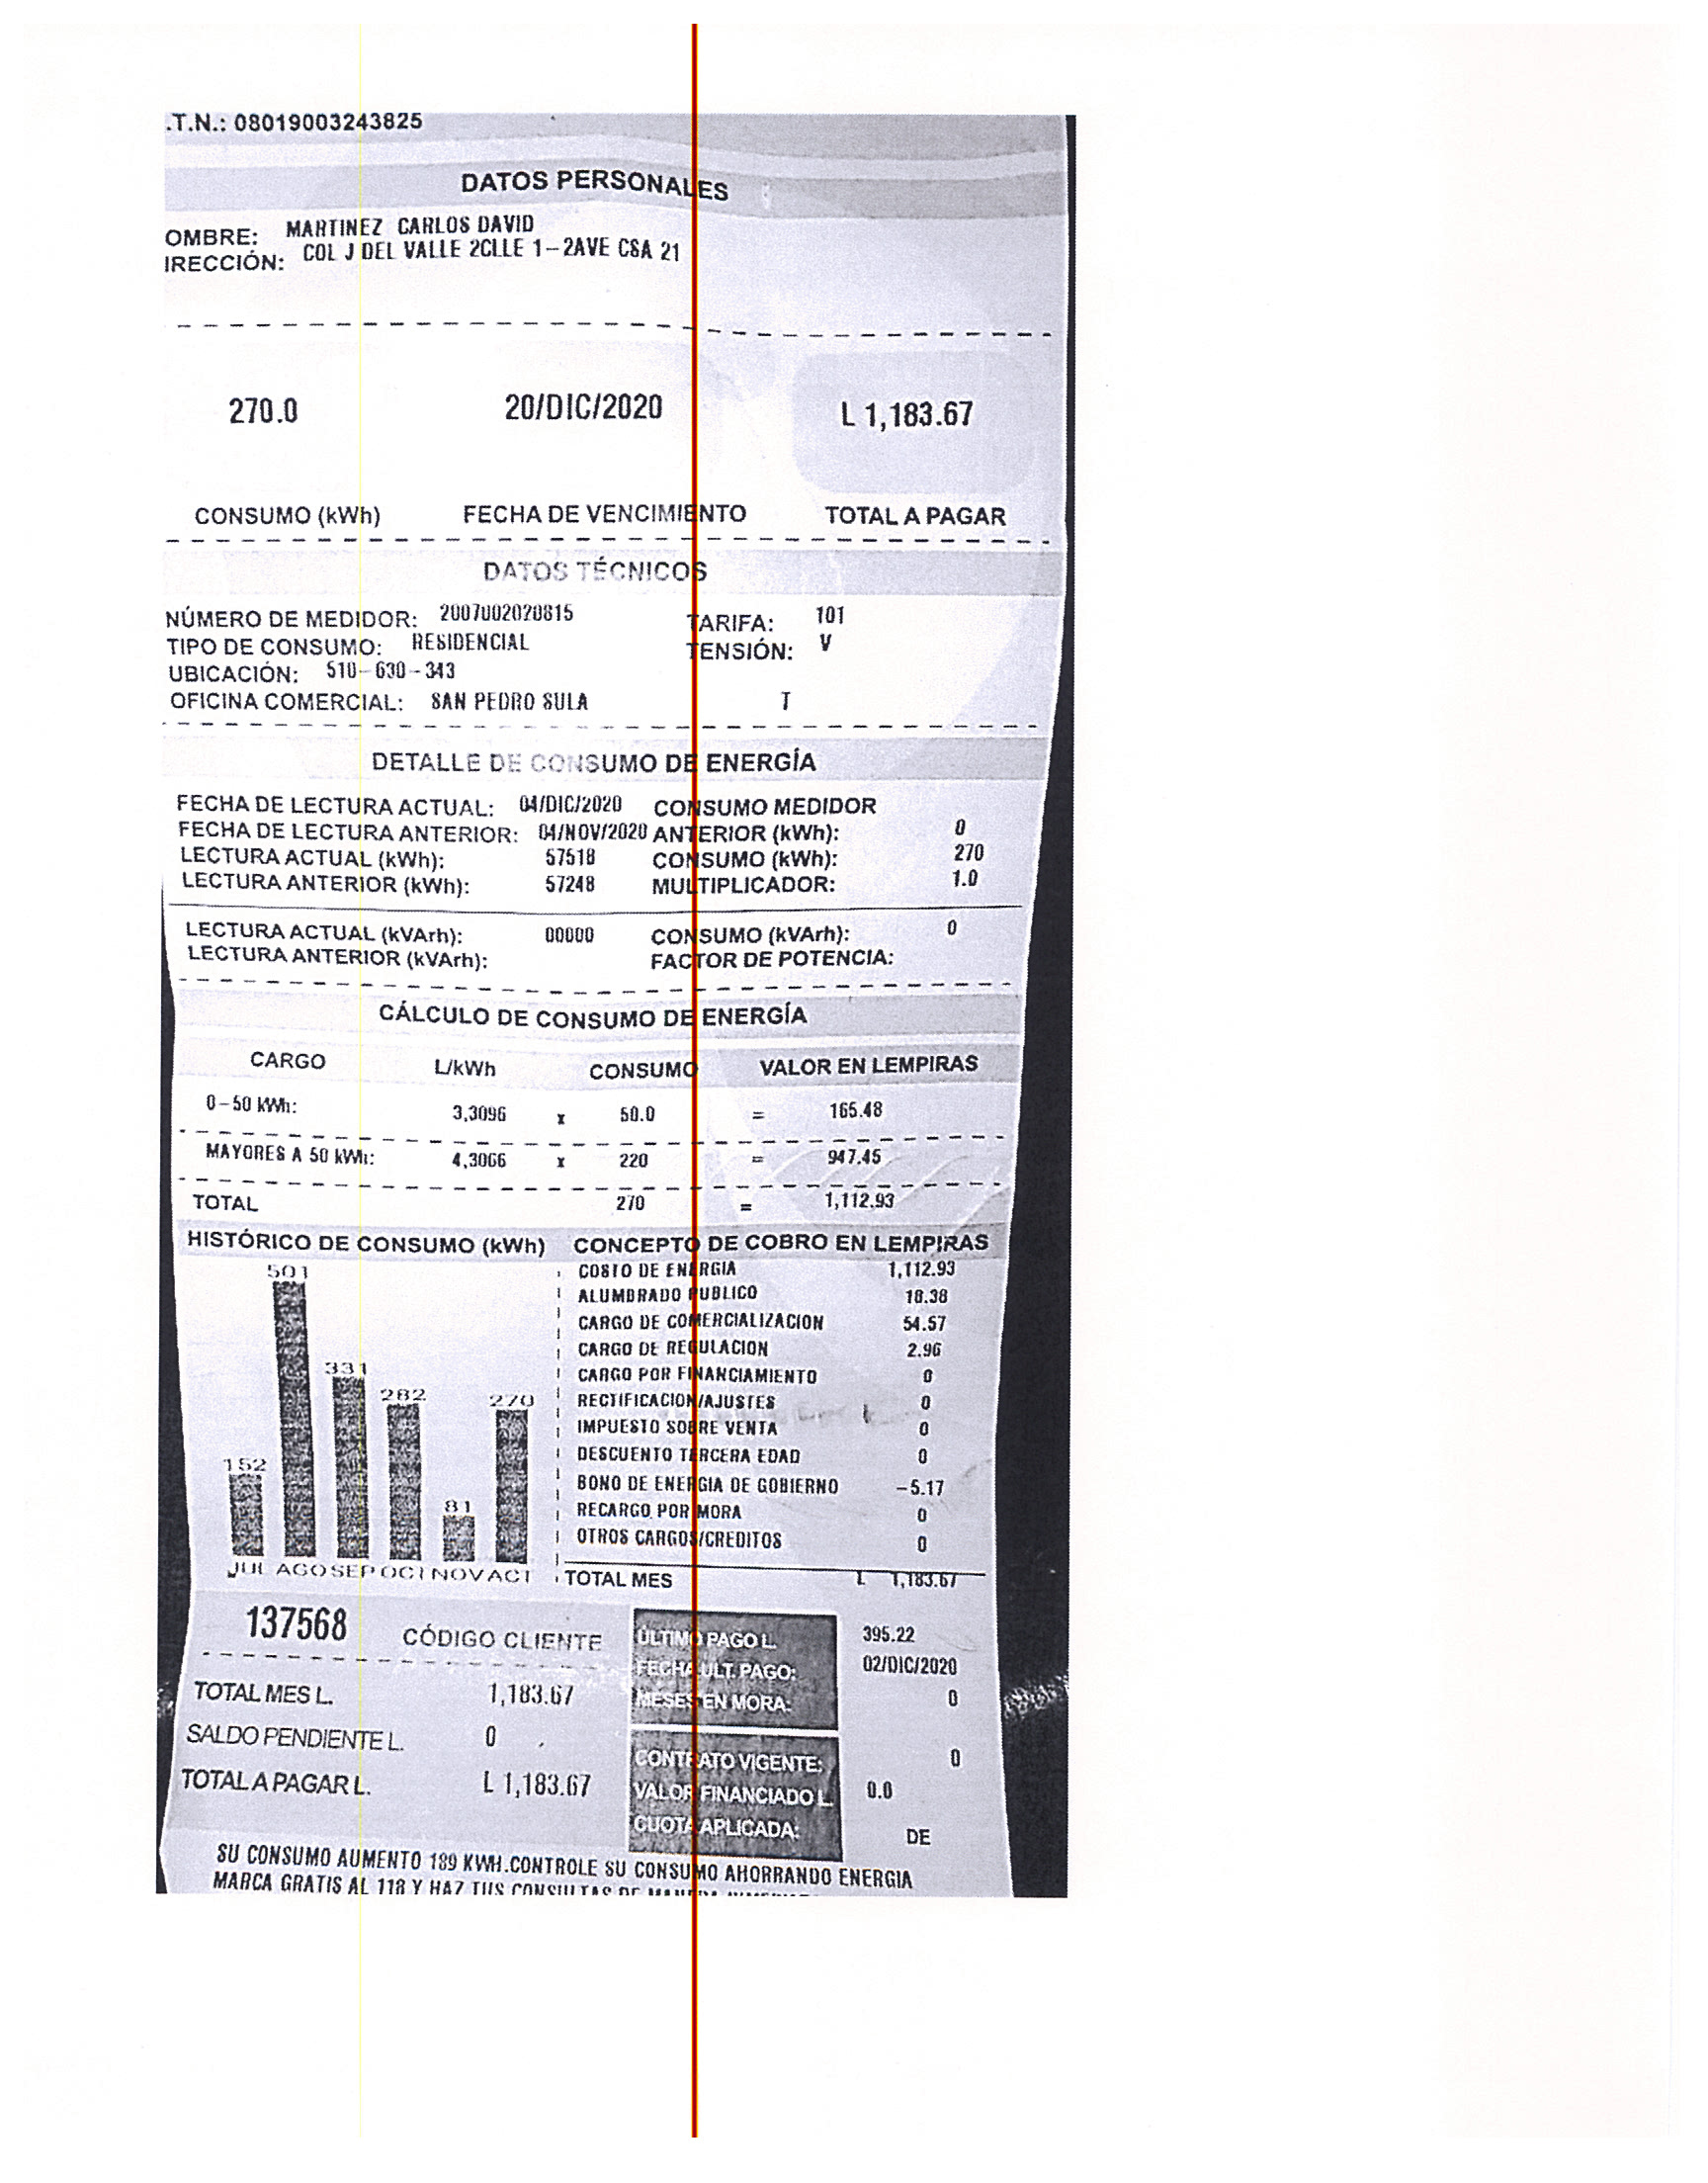 .T.N.: 08019003243825
DATOS PERSONALES
OMBRE: MARTINEZ CARLOS DAVID
IRECCIÓN: COL J DEL VALLE 2CLLE 1-2AVE CSA 21
270.0 20/DIC/2020 L 1,183.67
CONSUMO (kWh) FECHA DE VENCIMIENTO TOTAL A PAGAR
DATOS TÉCNICOS
NÚMERO DE MEDIDOR: 2007002020815 TARIFA: 101
TIPO DE CONSUMO: RESIDENCIAL TENSIÓN: V
UBICACIÓN: 510-630-343
OFICINA COMERCIAL: SAN PEDRO SULA T
DETALLE DE CONSUMO DE ENERGÍA
FECHA DE LECTURA ACTUAL: 04/DIC/2020 CONSUMO MEDIDOR
FECHA DE LECTURA ANTERIOR: 04/NOV/2020 ANTERIOR (kWh): 0
LECTURA ACTUAL (kWh): 57518 CONSUMO (kWh): 270
LECTURA ANTERIOR (kWh): 57248 MULTIPLICADOR: 1.0
LECTURA ACTUAL (kVArh): 00000 CONSUMO (kVArh): 0
LECTURA ANTERIOR (kVArh): FACTOR DE POTENCIA:
CÁLCULO DE CONSUMO DE ENERGÍA
CARGO L/kWh CONSUMO VALOR EN LEMPIRAS
0-50 kWh: 3,3096 x 50.0 = 165.48
MAYORES A 50 kWh: 4,3066 x 220 = 947.45
TOTAL 270 = 1,112.93
HISTÓRICO DE CONSUMO (kWh) CONCEPTO DE COBRO EN LEMPIRAS
152 501 331 282 81 270
JUL AGO SEP OCT NOV ACT
COSTO DE ENERGIA 1,112.93
ALUMBRADO PUBLICO 18.38
CARGO DE COMERCIALIZACION 54.57
CARGO DE REGULACION 2.96
CARGO POR FINANCIAMIENTO 0
RECTIFICACION/AJUSTES 0
IMPUESTO SOBRE VENTA 0
DESCUENTO TERCERA EDAD 0
BONO DE ENERGIA DE GOBIERNO -5.17
RECARGO POR MORA 0
OTROS CARGOS/CREDITOS 0
TOTAL MES L 1,183.67
137568 CÓDIGO CLIENTE
TOTAL MES L. 1,183.67
SALDO PENDIENTE L. 0
TOTAL A PAGAR L. L 1,183.67
ÚLTIMO PAGO L. 395.22
FECHA ULT. PAGO: 02/DIC/2020
MESES EN MORA: 0
CONTRATO VIGENTE: 0
VALOR FINANCIADO L. 0.0
CUOTA APLICADA: DE
SU CONSUMO AUMENTO 189 KWH.CONTROLE SU CONSUMO AHORRANDO ENERGIA
MARCA GRATIS AL 118 Y HAZ TUS CONSULTAS DE MANERA